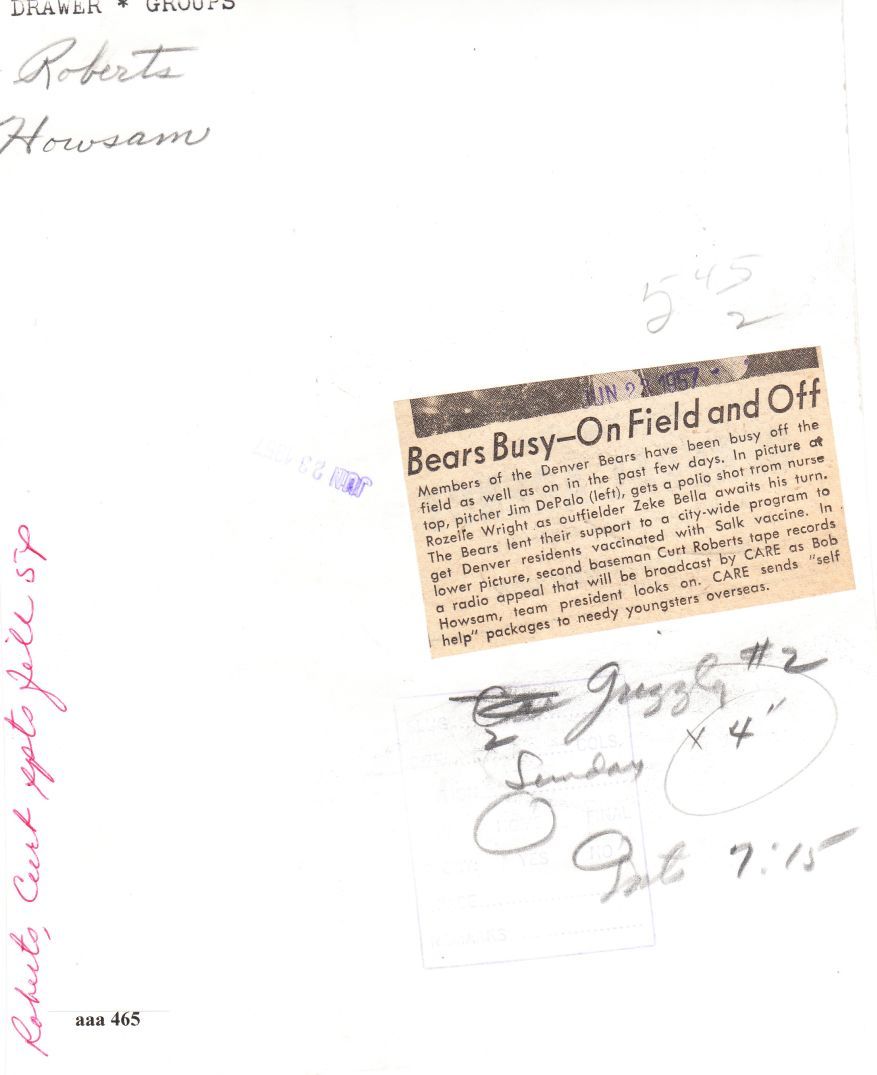 DRAWER * GROUPS
Roberts
Howsam
545
2
JUN 23 1957
JUN 23 1957
Bears Busy—On Field and Off
Members of the Denver Bears have been busy off the
field as well as on in the past few days. In picture at
top, pitcher Jim DePalo (left), gets a polio shot from nurse
Rozelle Wright as outfielder Zeke Bella awaits his turn.
The Bears lent their support to a city-wide program to
get Denver residents vaccinated with Salk vaccine. In
lower picture, second baseman Curt Roberts tape records
a radio appeal that will be broadcast by CARE as Bob
Howsam, team president looks on. CARE sends "self
help" packages to needy youngsters overseas.
Grizzly #2
2 x 4"
COLS.
Sunday
FINAL
YES NO
7:15
REMARKS
Roberts, Curt spts
aaa 465